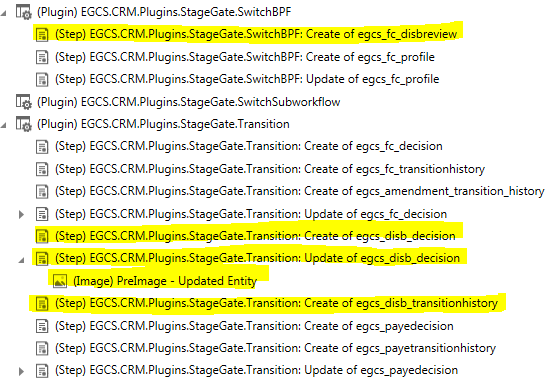 (Plugin) EGCS.CRM.Plugins.StageGate.SwitchBPF
(Step) EGCS.CRM.Plugins.StageGate.SwitchBPF: Create of egcs_fc_disbreview
(Step) EGCS.CRM.Plugins.StageGate.SwitchBPF: Create of egcs_fc_profile
(Step) EGCS.CRM.Plugins.StageGate.SwitchBPF: Update of egcs_fc_profile
(Plugin) EGCS.CRM.Plugins.StageGate.SwitchSubworkflow
(Plugin) EGCS.CRM.Plugins.StageGate.Transition
(Step) EGCS.CRM.Plugins.StageGate.Transition: Create of egcs_fc_decision
(Step) EGCS.CRM.Plugins.StageGate.Transition: Create of egcs_fc_transitionhistory
(Step) EGCS.CRM.Plugins.StageGate.Transition: Create of egcs_amendment_transition_history
(Step) EGCS.CRM.Plugins.StageGate.Transition: Update of egcs_fc_decision
(Step) EGCS.CRM.Plugins.StageGate.Transition: Create of egcs_disb_decision
(Step) EGCS.CRM.Plugins.StageGate.Transition: Update of egcs_disb_decision
(Image) PreImage - Updated Entity
(Step) EGCS.CRM.Plugins.StageGate.Transition: Create of egcs_disb_transitionhistory
(Step) EGCS.CRM.Plugins.StageGate.Transition: Create of egcs_payedecision
(Step) EGCS.CRM.Plugins.StageGate.Transition: Create of egcs_payetransitionhistory
(Step) EGCS.CRM.Plugins.StageGate.Transition: Update of egcs_payedecision